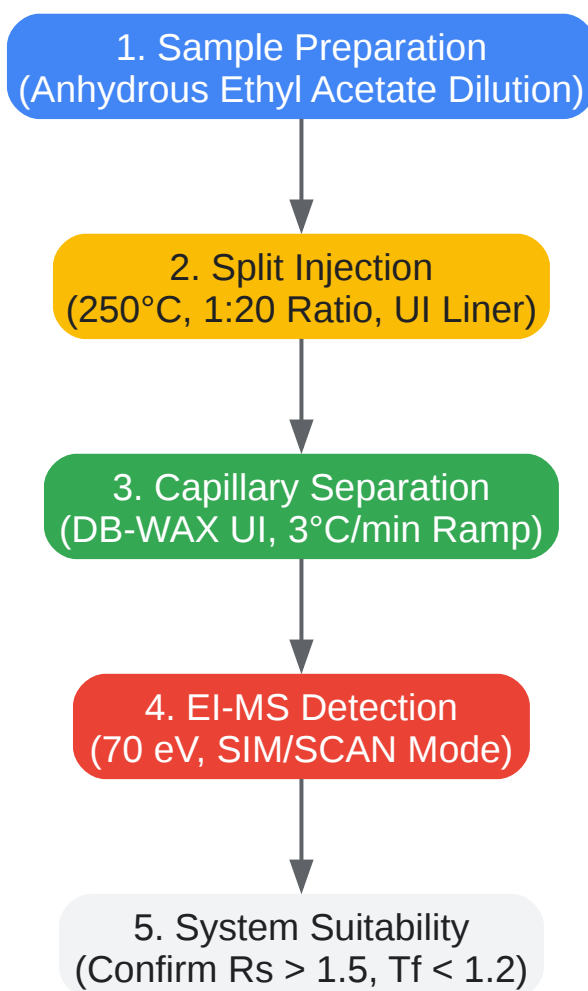 1. Sample Preparation
(Anhydrous Ethyl Acetate Dilution)
2. Split Injection
(250°C, 1:20 Ratio, UI Liner)
3. Capillary Separation
(DB-WAX UI, 3°C/min Ramp)
4. EI-MS Detection
(70 eV, SIM/SCAN Mode)
5. System Suitability
(Confirm Rs > 1.5, Tf < 1.2)